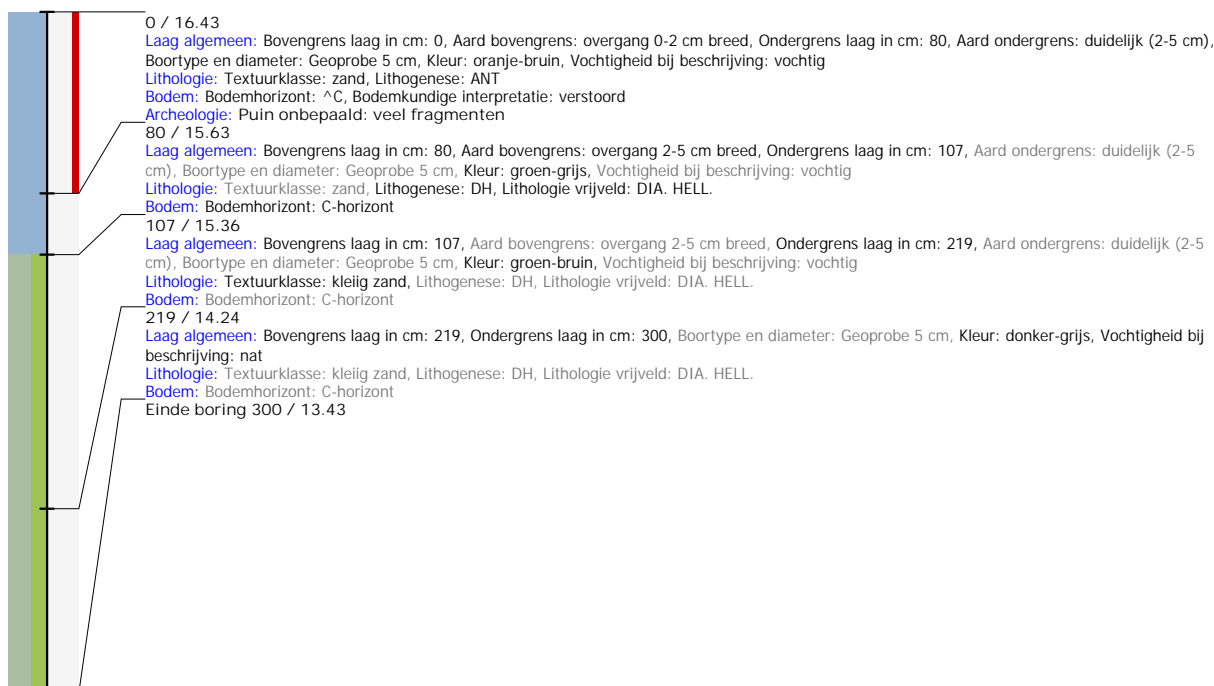 0 / 16.43
Laag algemeen: Bovengrens laag in cm: 0, Aard bovengrens: overgang 0-2 cm breed, Ondergrens laag in cm: 80, Aard ondergrens: duidelijk (2-5 cm),
Boortype en diameter: Geoprobe 5 cm, Kleur: oranje-bruin, Vochtigheid bij beschrijving: vochtig
Lithologie: Textuurklasse: zand, Lithogenese: ANT
Bodem: Bodemhorizont: ^C, Bodemkundige interpretatie: verstoord
Archeologie: Puin onbepaald: veel fragmenten
80 / 15.63
Laag algemeen: Bovengrens laag in cm: 80, Aard bovengrens: overgang 2-5 cm breed, Ondergrens laag in cm: 107, Aard ondergrens: duidelijk (2-5
cm), Boortype en diameter: Geoprobe 5 cm, Kleur: groen-grijs, Vochtigheid bij beschrijving: vochtig
Lithologie: Textuurklasse: zand, Lithogenese: DH, Lithologie vrijveld: DIA. HELL.
Bodem: Bodemhorizont: C-horizont
107 / 15.36
Laag algemeen: Bovengrens laag in cm: 107, Aard bovengrens: overgang 2-5 cm breed, Ondergrens laag in cm: 219, Aard ondergrens: duidelijk (2-5
cm), Boortype en diameter: Geoprobe 5 cm, Kleur: groen-bruin, Vochtigheid bij beschrijving: vochtig
Lithologie: Textuurklasse: kleiig zand, Lithogenese: DH, Lithologie vrijveld: DIA. HELL.
Bodem: Bodemhorizont: C-horizont
219 / 14.24
Laag algemeen: Bovengrens laag in cm: 219, Ondergrens laag in cm: 300, Boortype en diameter: Geoprobe 5 cm, Kleur: donker-grijs, Vochtigheid bij
beschrijving: nat
Lithologie: Textuurklasse: kleiig zand, Lithogenese: DH, Lithologie vrijveld: DIA. HELL.
Bodem: Bodemhorizont: C-horizont
Einde boring 300 / 13.43